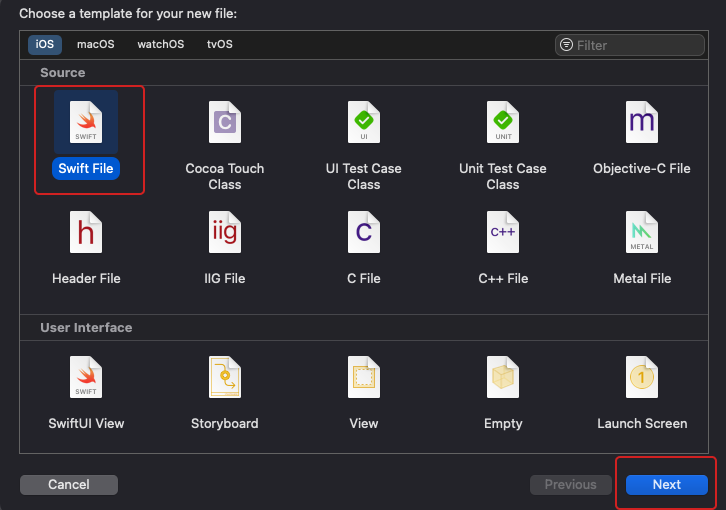 Choose a template for your new file:
iOS macOS watchOS tvOS Filter
Source
SWIFT C UI UNIT m
Swift File Cocoa Touch Class UI Test Case Class Unit Test Case Class Objective-C File
h iig C C++ METAL
Header File IIG File C File C++ File Metal File
User Interface
SWIFT 1
SwiftUI View Storyboard View Empty Launch Screen
Cancel Previous Next